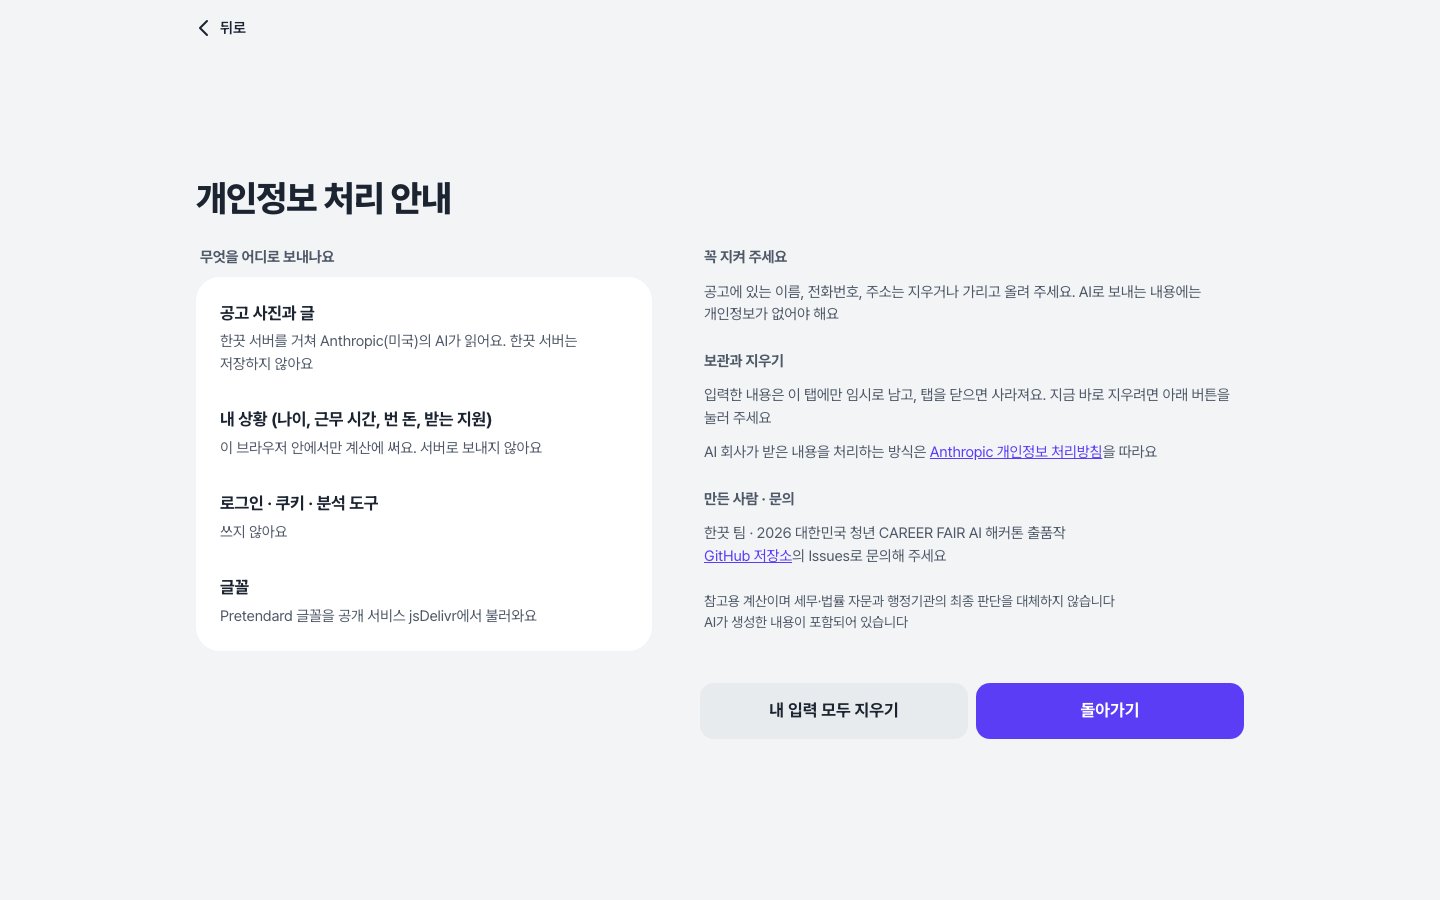 뒤로
개인정보 처리 안내
무엇을 어디로 보내나요
공고 사진과 글
한끗 서버를 거쳐 Anthropic(미국)의 AI가 읽어요. 한끗 서버는
저장하지 않아요
내 상황 (나이, 근무 시간, 번 돈, 받는 지원)
이 브라우저 안에서만 계산에 써요. 서버로 보내지 않아요
로그인 · 쿠키 · 분석 도구
쓰지 않아요
글꼴
Pretendard 글꼴을 공개 서비스 jsDelivr에서 불러와요
꼭 지켜 주세요
공고에 있는 이름, 전화번호, 주소는 지우거나 가리고 올려 주세요. AI로 보내는 내용에는
개인정보가 없어야 해요
보관과 지우기
입력한 내용은 이 탭에만 임시로 남고, 탭을 닫으면 사라져요. 지금 바로 지우려면 아래 버튼을
눌러 주세요
AI 회사가 받은 내용을 처리하는 방식은 Anthropic 개인정보 처리방침을 따라요
만든 사람 · 문의
한끗 팀 · 2026 대한민국 청년 CAREER FAIR AI 해커톤 출품작
GitHub 저장소의 Issues로 문의해 주세요
참고용 계산이며 세무·법률 자문과 행정기관의 최종 판단을 대체하지 않습니다
AI가 생성한 내용이 포함되어 있습니다
내 입력 모두 지우기
돌아가기